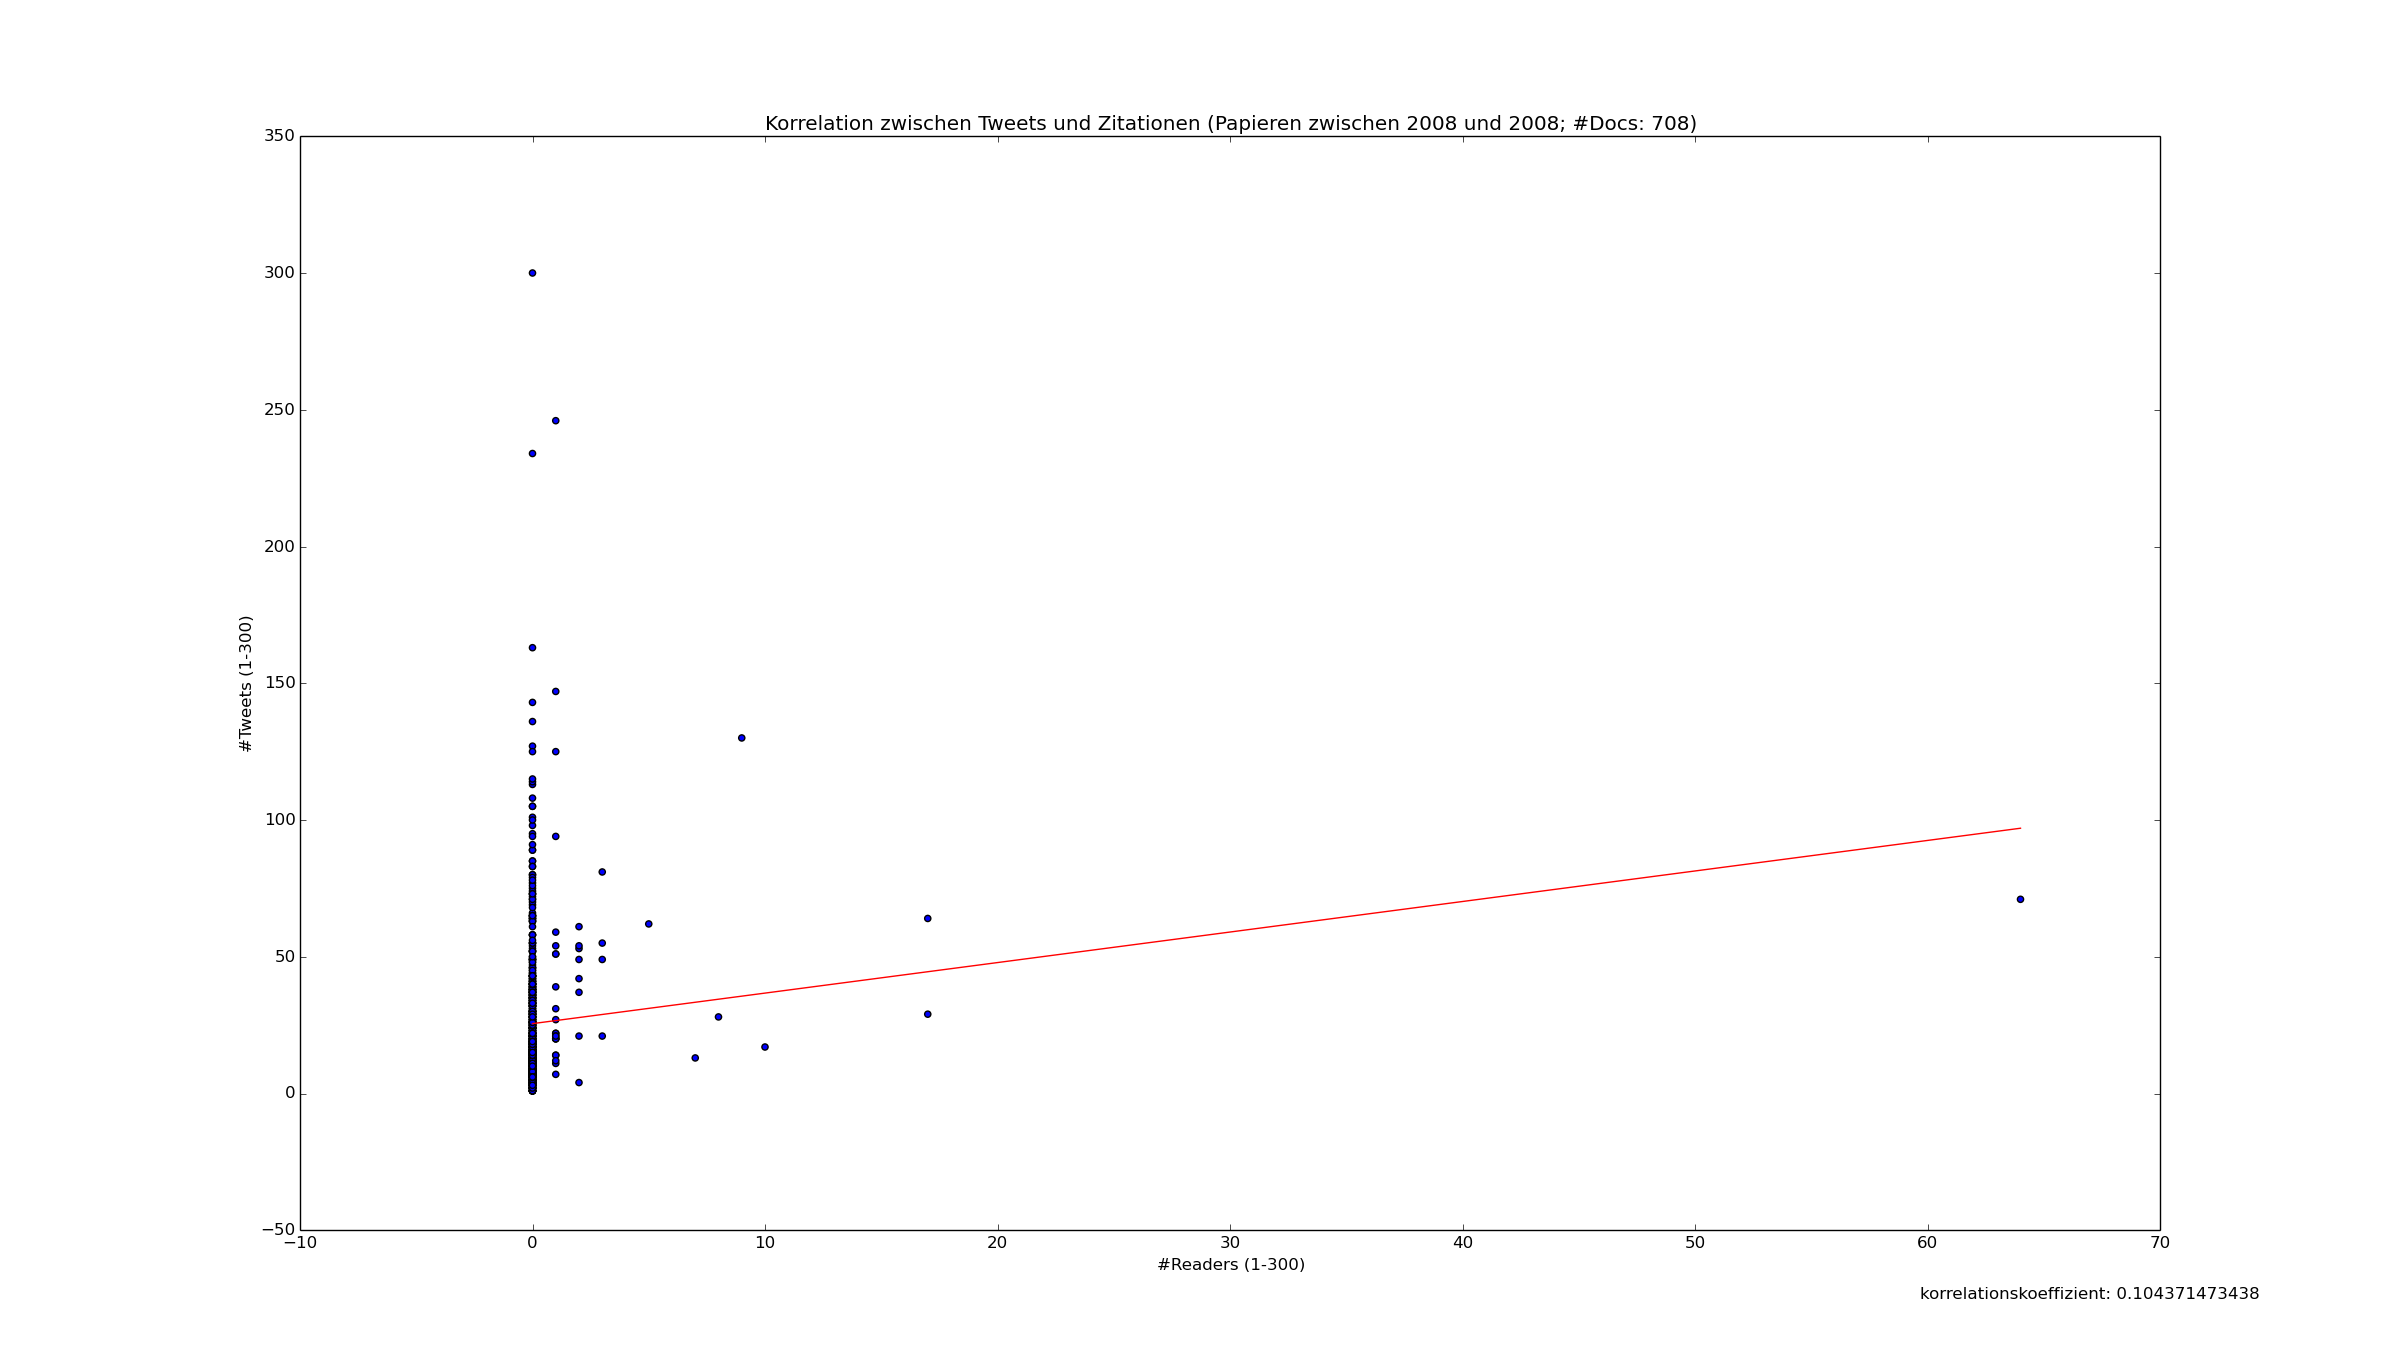 Korrelation zwischen Tweets und Zitationen (Papieren zwischen 2008 und 2008; #Docs: 708)
350
300
250
200
150
100
50
0
−50
#Tweets (1-300)
−10 0 10 20 30 40 50 60 70
#Readers (1-300)
korrelationskoeffizient: 0.104371473438